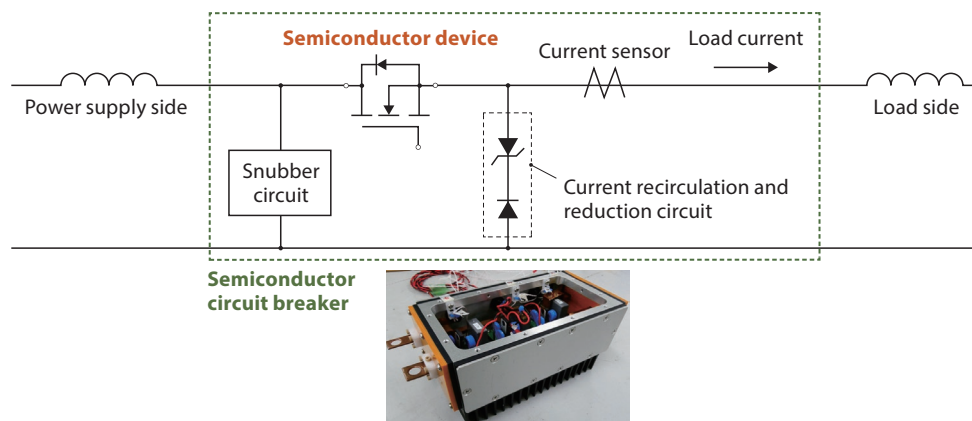 Semiconductor device
Current sensor
Load current
Power supply side
Load side
Snubber
circuit
Current recirculation and
reduction circuit
Semiconductor
circuit breaker